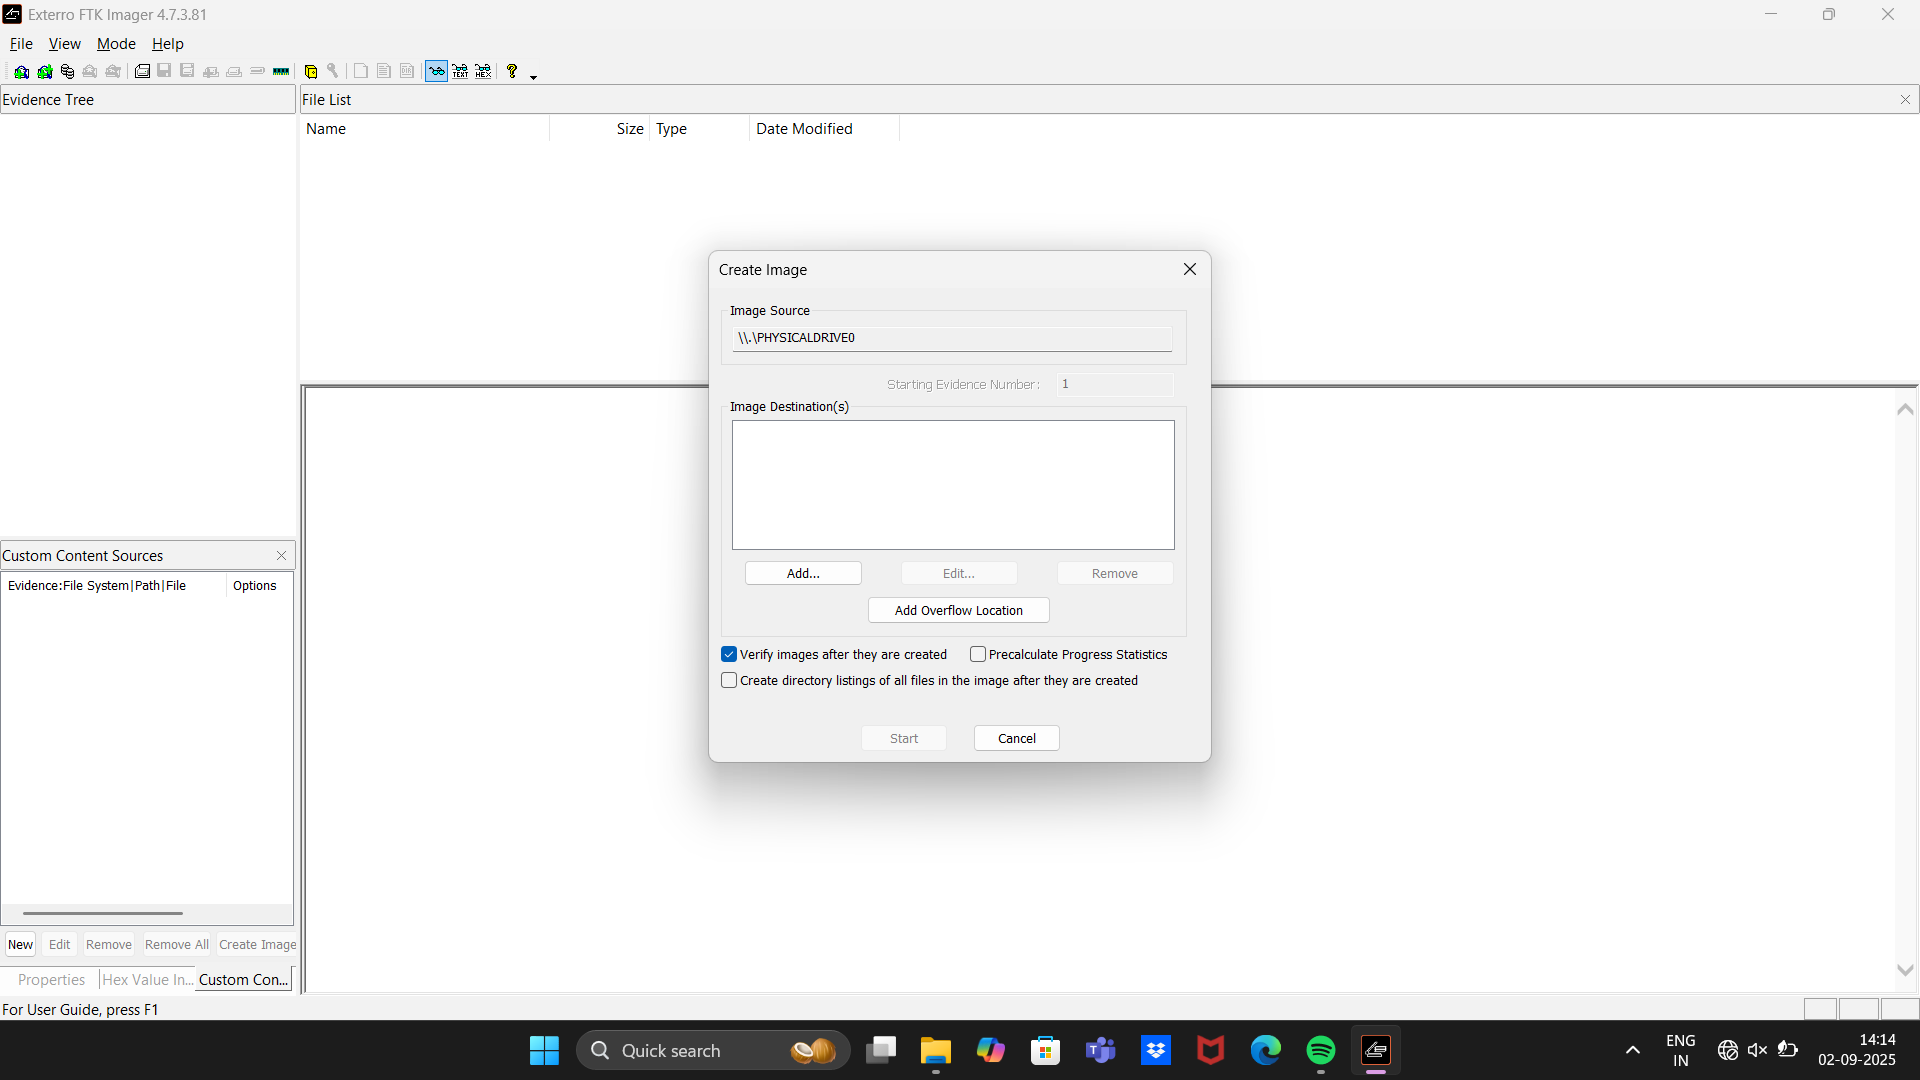 Exterro FTK Imager 4.7.3.81
File View Mode Help
TEXT HEX
Evidence Tree
File List
Name Size Type Date Modified
Create Image
Image Source
\\.\PHYSICALDRIVE0
Starting Evidence Number: 1
Image Destination(s)
Add... Edit... Remove
Add Overflow Location
Verify images after they are created Precalculate Progress Statistics
Create directory listings of all files in the image after they are created
Start Cancel
Custom Content Sources
Evidence:File System|Path|File Options
New Edit Remove Remove All Create Image
Properties Hex Value In... Custom Con...
For User Guide, press F1
Quick search
ENG
IN
14:14
02-09-2025